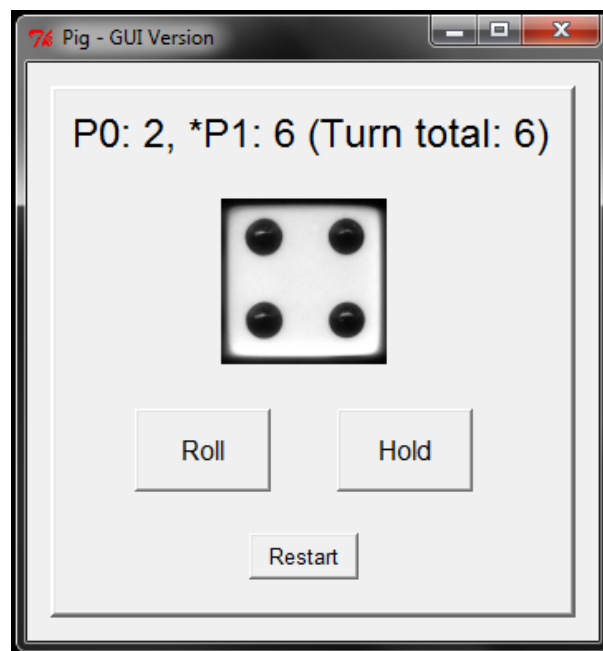 Pig - GUI Version
P0: 2, *P1: 6 (Turn total: 6)
Roll
Hold
Restart